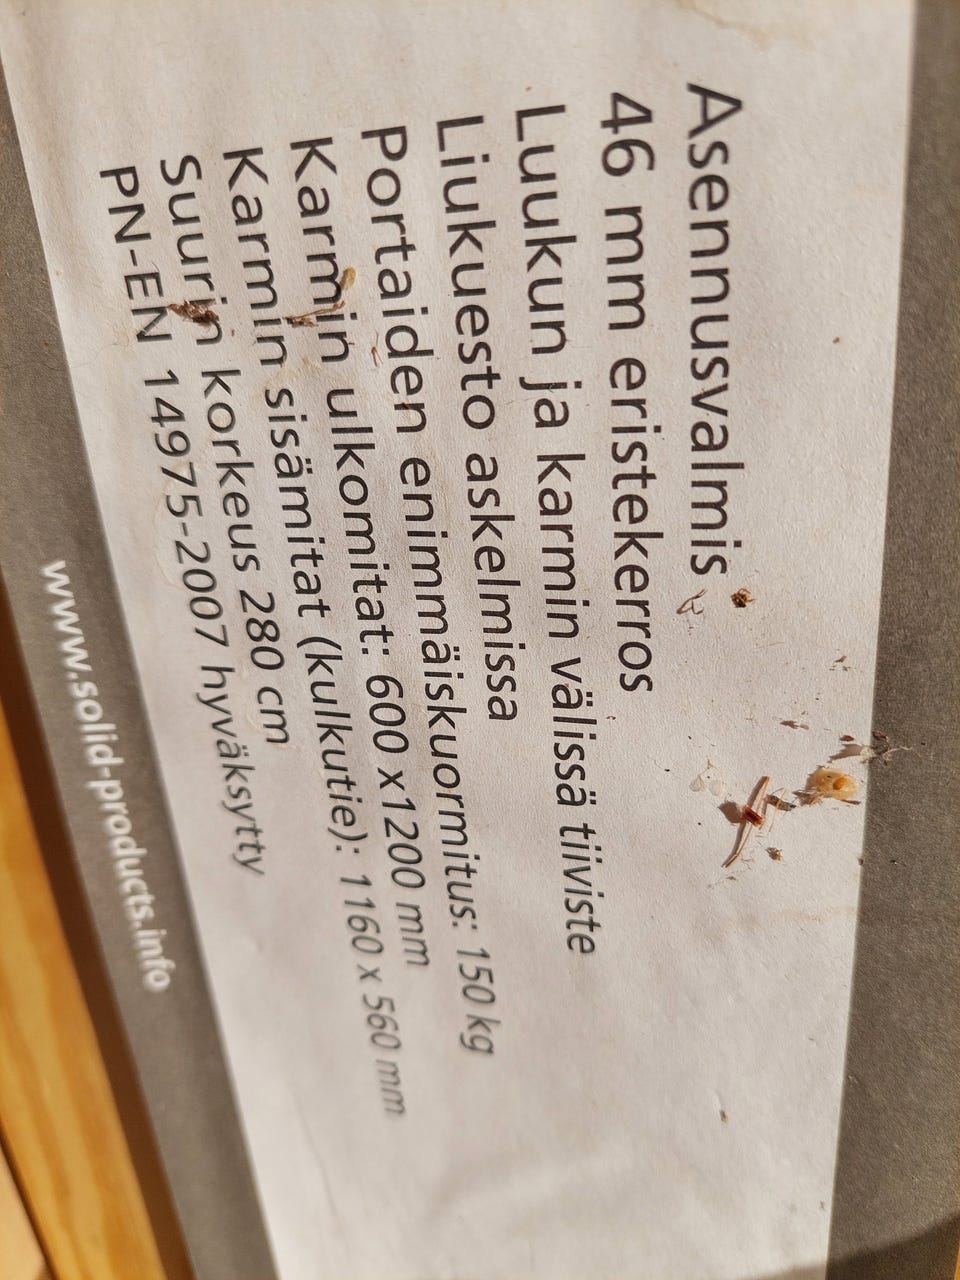 Asennusvalmis
46 mm eristekerros
Luukun ja karmin välissä tiiviste
Liukuesto askelmissa
Portaiden enimmäiskuormitus: 150 kg
Karmin ulkomitat: 600 x1200 mm
Karmin sisämitat (kulkutie): 1160 x 560 mm
Suurin korkeus 280 cm
PN-EN 14975-2007 hyväksytty
www.solid-products.info